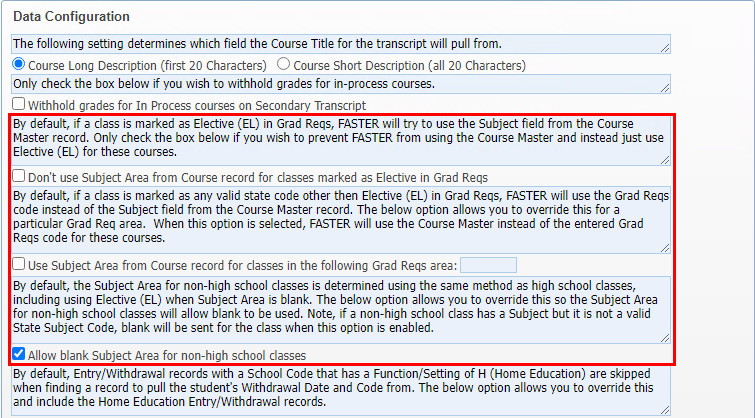 Data Configuration
The following setting determines which field the Course Title for the transcript will pull from.
Course Long Description (first 20 Characters) Course Short Description (all 20 Characters)
Only check the box below if you wish to withhold grades for in-process courses.
Withhold grades for In Process courses on Secondary Transcript
By default, if a class is marked as Elective (EL) in Grad Reqs, FASTER will try to use the Subject field from the Course
Master record. Only check the box below if you wish to prevent FASTER from using the Course Master and instead just use
Elective (EL) for these courses.
Don't use Subject Area from Course record for classes marked as Elective in Grad Reqs
By default, if a class is marked as any valid state code other then Elective (EL) in Grad Reqs, FASTER will use the Grad Reqs
code instead of the Subject field from the Course Master record. The below option allows you to override this for a
particular Grad Req area.  When this option is selected, FASTER will use the Course Master instead of the entered Grad
Reqs code for these courses.
Use Subject Area from Course record for classes in the following Grad Reqs area:
By default, the Subject Area for non-high school classes is determined using the same method as high school classes,
including using Elective (EL) when Subject Area is blank. The below option allows you to override this so the Subject Area
for non-high school classes will allow blank to be used. Note, if a non-high school class has a Subject but it is not a valid
State Subject Code, blank will be sent for the class when this option is enabled.
Allow blank Subject Area for non-high school classes
By default, Entry/Withdrawal records with a School Code that has a Function/Setting of H (Home Education) are skipped
when finding a record to pull the student's Withdrawal Date and Code from. The below option allows you to override this
and include the Home Education Entry/Withdrawal records.